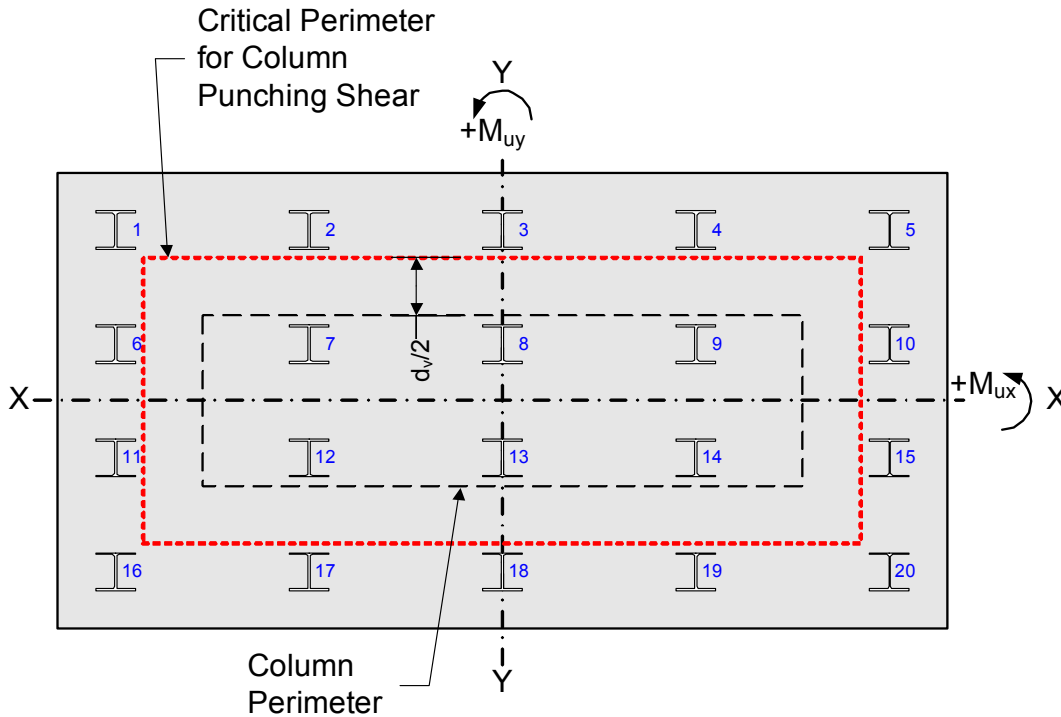 Critical Perimeter
for Column
Punching Shear
Y
+Muy
1
2
3
4
5
6
7
8
9
10
dv/2
X
+Mux
X
11
12
13
14
15
16
17
18
19
20
Column
Perimeter
Y